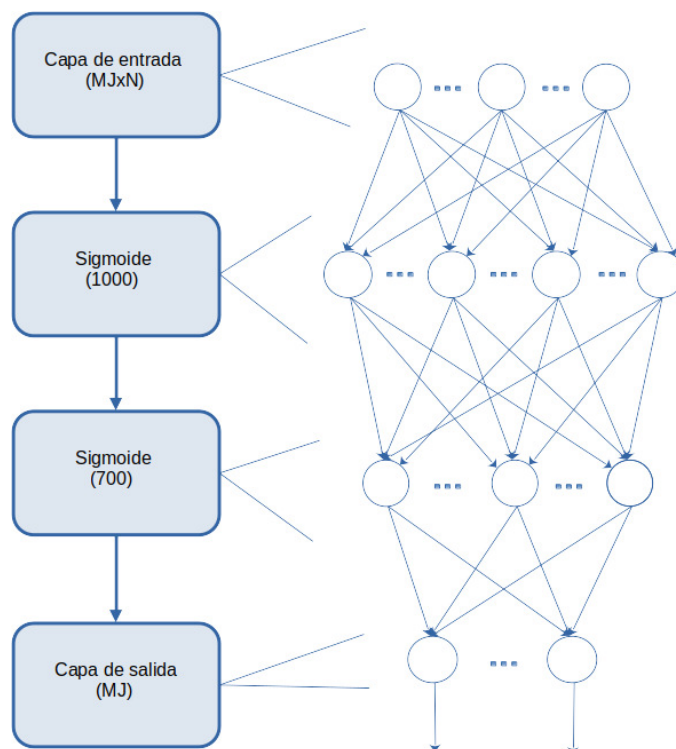 Capa de entrada
(MJxN)
Sigmoide
(1000)
Sigmoide
(700)
Capa de salida
(MJ)